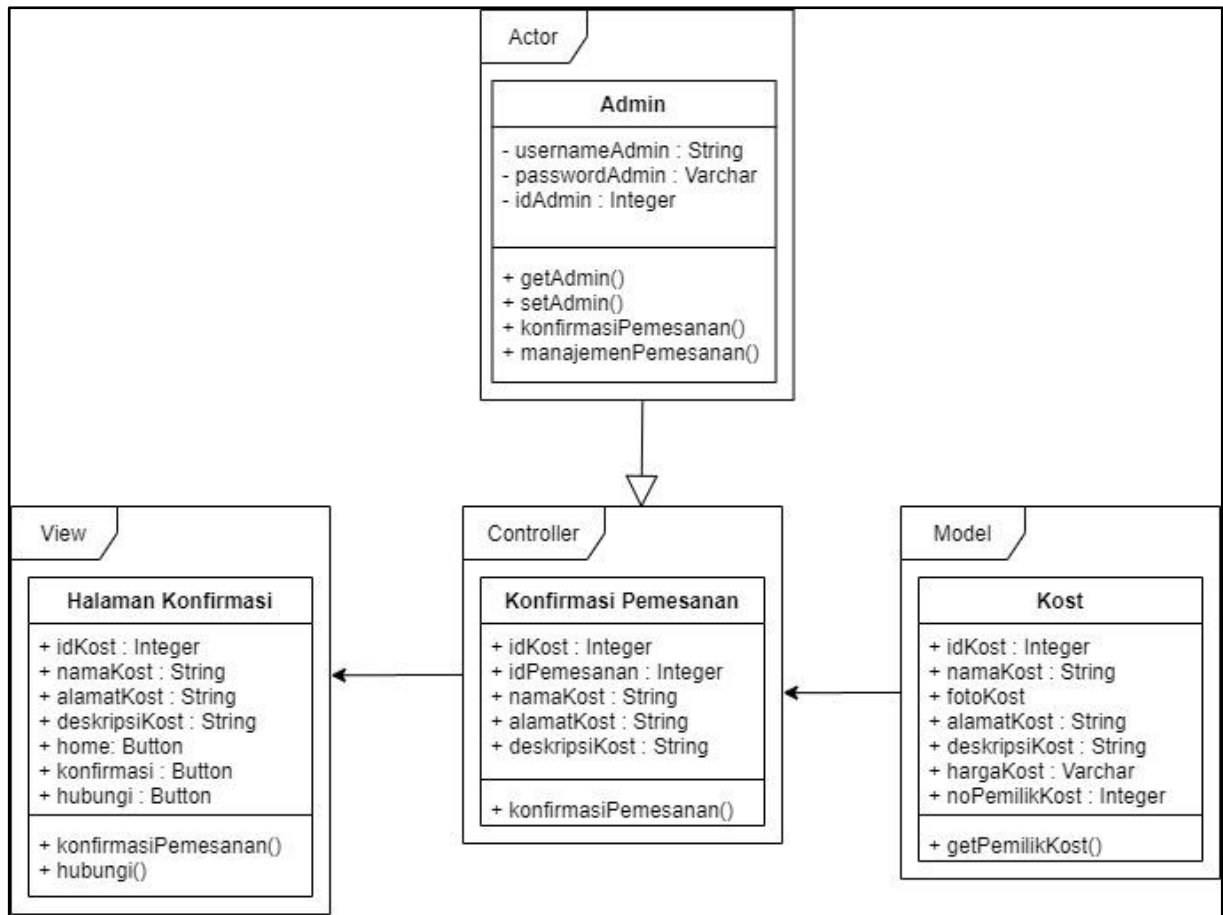 Actor
Admin
- usernameAdmin : String
- passwordAdmin : Varchar
- idAdmin : Integer
+ getAdmin()
+ setAdmin()
+ konfirmasiPemesanan()
+ manajemenPemesanan()
View
Halaman Konfirmasi
+ idKost : Integer
+ namaKost : String
+ alamatKost : String
+ deskripsiKost : String
+ home: Button
+ konfirmasi : Button
+ hubungi : Button
+ konfirmasiPemesanan()
+ hubungi()
Controller
Konfirmasi Pemesanan
+ idKost : Integer
+ idPemesanan : Integer
+ namaKost : String
+ alamatKost : String
+ deskripsiKost : String
+ konfirmasiPemesanan()
Model
Kost
+ idKost : Integer
+ namaKost : String
+ fotoKost
+ alamatKost : String
+ deskripsiKost : String
+ hargaKost : Varchar
+ noPemilikKost : Integer
+ getPemilikKost()